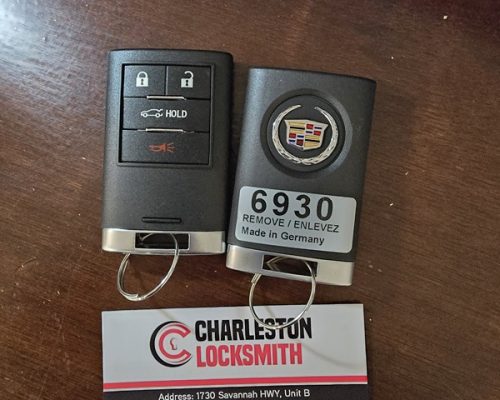 HOLD
6930
REMOVE / ENLEVEZ
Made in Germany
CHARLESTON
LOCKSMITH
Address: 1730 Savannah HWY, Unit B